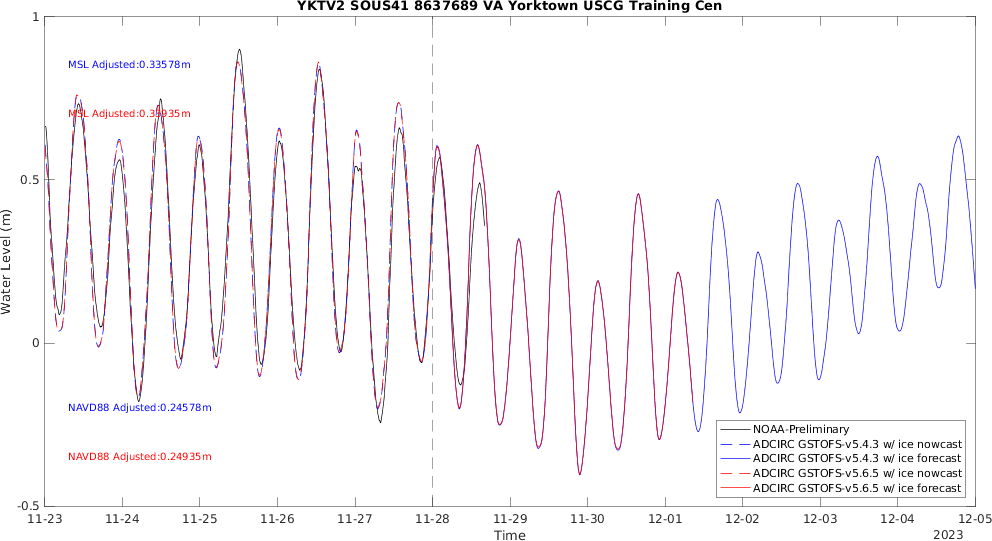 YKTV2 SOUS41 8637689 VA Yorktown USCG Training Cen
1
0.5
0
-0.5
Water Level (m)
MSL Adjusted:0.33578m
MSL Adjusted:0.33935m
NAVD88 Adjusted:0.24578m
NAVD88 Adjusted:0.24935m
NOAA-Preliminary
ADCIRC GSTOFS-v5.4.3 w/ ice nowcast
ADCIRC GSTOFS-v5.4.3 w/ ice forecast
ADCIRC GSTOFS-v5.6.5 w/ ice nowcast
ADCIRC GSTOFS-v5.6.5 w/ ice forecast
11-23 11-24 11-25 11-26 11-27 11-28 11-29 11-30 12-01 12-02 12-03 12-04 12-05
Time
2023